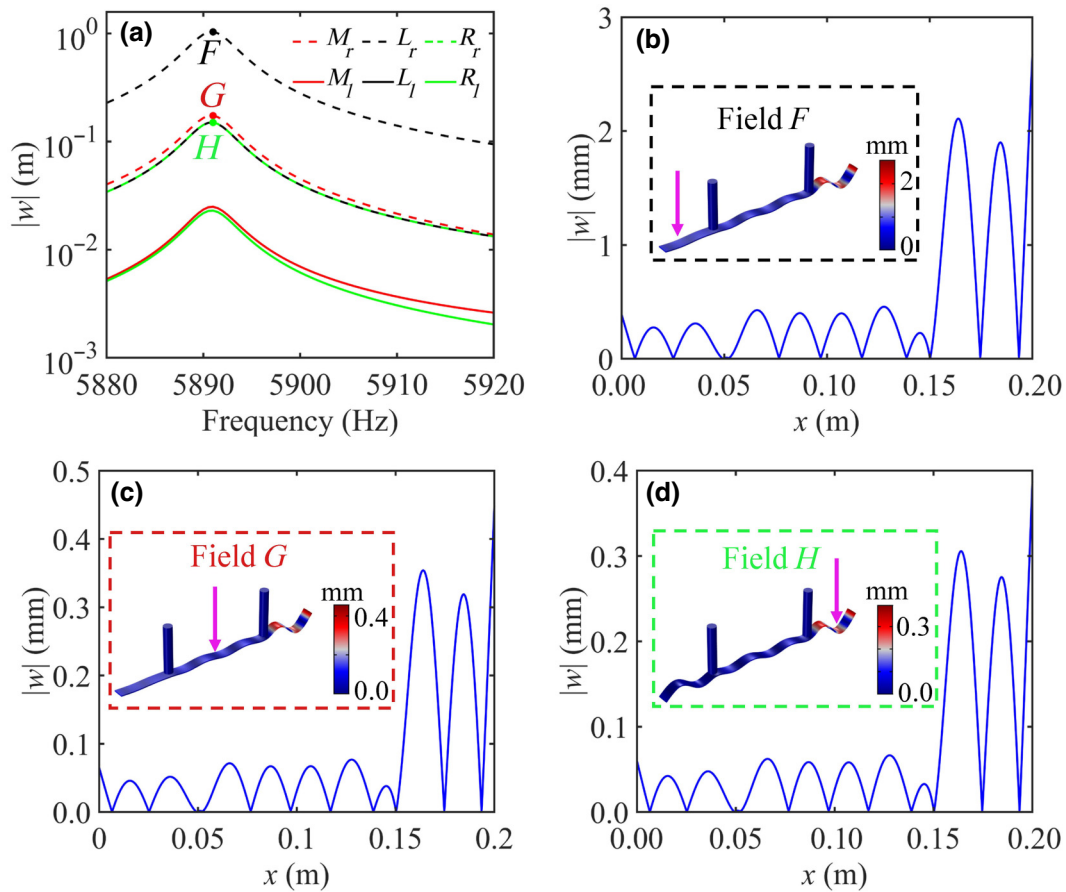 (a)
10^0
10^-1
10^-2
10^-3
|w| (m)
F
G
H
M_r L_r R_r
M_l L_l R_l
5880 5890 5900 5910 5920
Frequency (Hz)
(b)
3
2
1
0
|w| (mm)
Field F
mm
2
0
0.00 0.05 0.10 0.15 0.20
x (m)
(c)
0.5
0.4
0.3
0.2
0.1
0.0
|w| (mm)
Field G
mm
0.4
0.0
0 0.05 0.1 0.15 0.2
x (m)
(d)
0.4
0.3
0.2
0.1
0.0
|w| (mm)
Field H
mm
0.3
0.0
0.00 0.05 0.10 0.15 0.20
x (m)